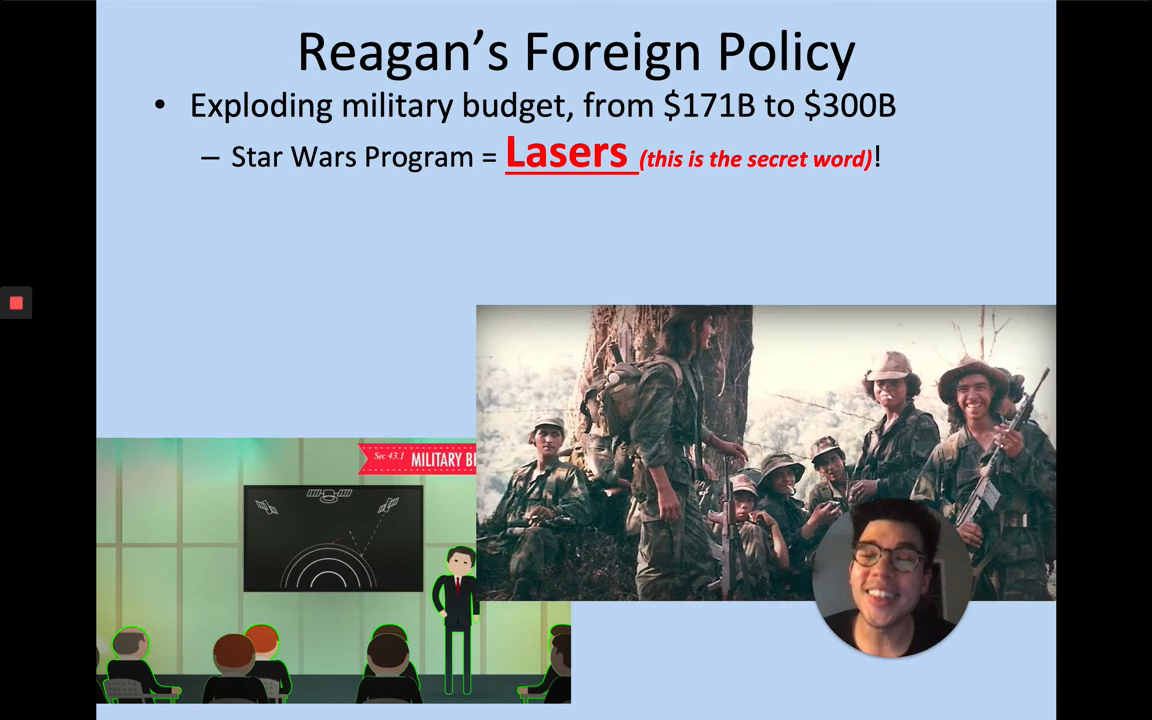 Reagan’s Foreign Policy
• Exploding military budget, from $171B to $300B
– Star Wars Program = Lasers (this is the secret word)!
Sec 43.1 MILITARY B